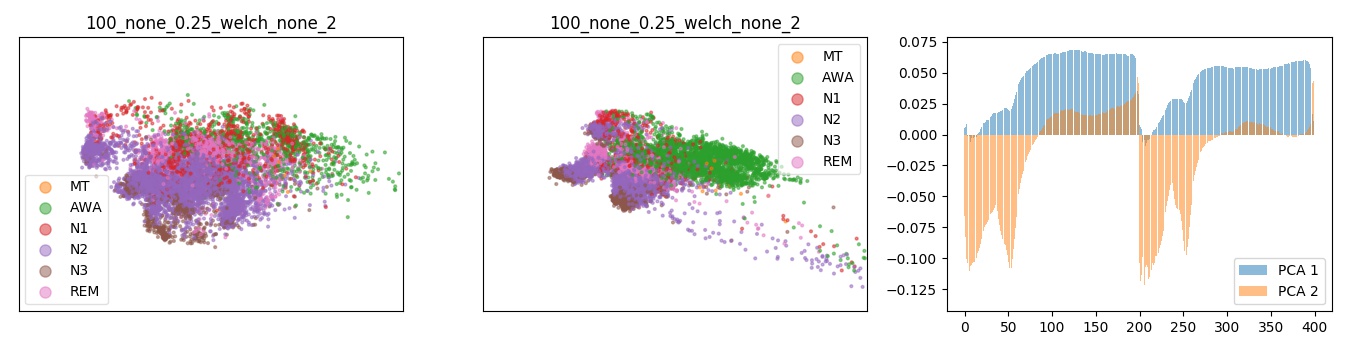 100_none_0.25_welch_none_2
MT
AWA
N1
N2
N3
REM
100_none_0.25_welch_none_2
MT
AWA
N1
N2
N3
REM
0.075
0.050
0.025
0.000
−0.025
−0.050
−0.075
−0.100
−0.125
0 50 100 150 200 250 300 350 400
PCA 1
PCA 2